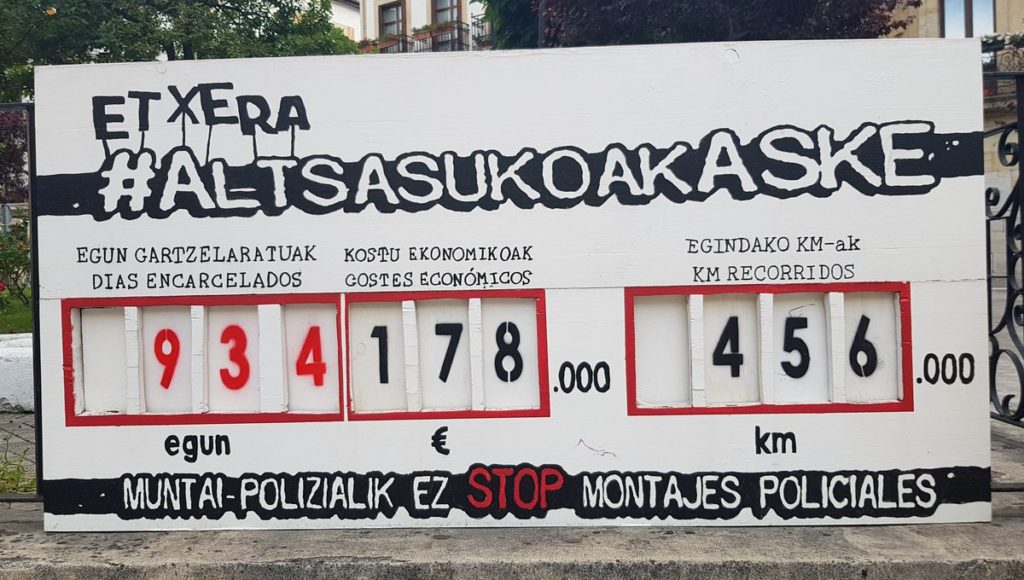 ETXERA
#ALTSASUKOAKASKE
EGUN GARTZELARATUAK
DIAS ENCARCELADOS
KOSTU EKONOMIKOAK
COSTES ECONÓMICOS
EGINDAKO KM-ak
KM RECORRIDOS
934
178.000
456.000
egun
€
km
MUNTAI-POLIZIALIK EZ STOP MONTAJES POLICIALES